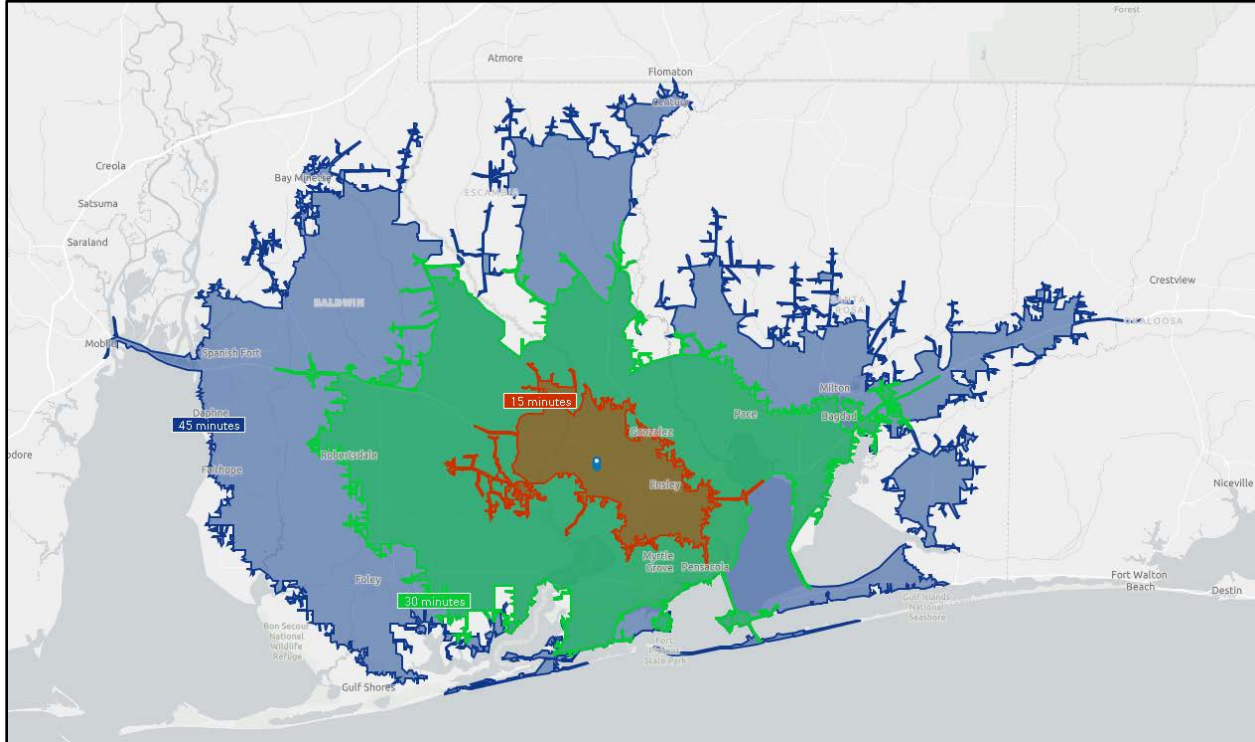 Forest
Atmore
Flomaton
Century
Creola
Bay Minette
ESCAMBIA
Satsuma
Saraland
Crestview
BALDWIN
SANTA
ROSA
OKALOOSA
Mobile
Spanish Fort
Milton
15 minutes
Daphne
Pace
Bagdad
45 minutes
Gonzalez
Robertsdale
odore
Fairhope
Ensley
Niceville
Myrtle
Grove
Pensacola
Foley
Fort Walton
Beach
Destin
30 minutes
Gulf Islands
National
Seashore
Bon Secour
National
Wildlife
Refuge
Fort
Pickens
State Park
Gulf Shores